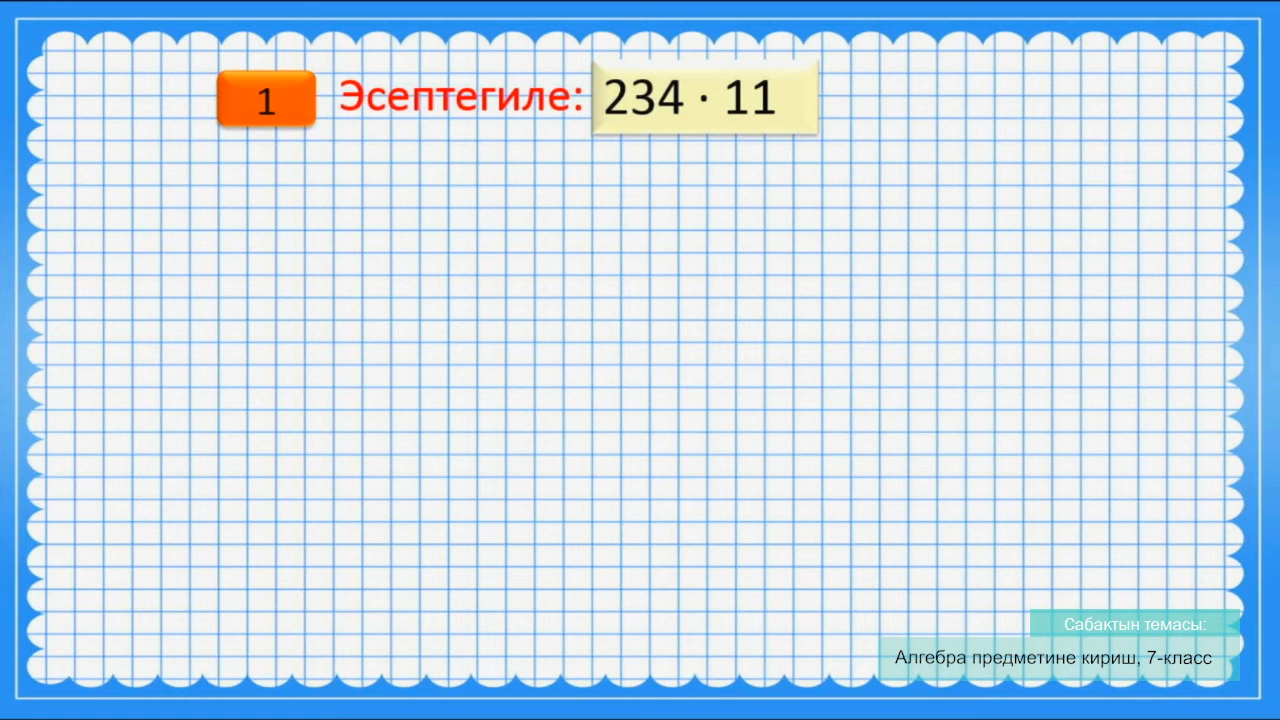 1 Эсептегиле: 234 · 11
Сабактын темасы:
Алгебра предметине кириш, 7-класс